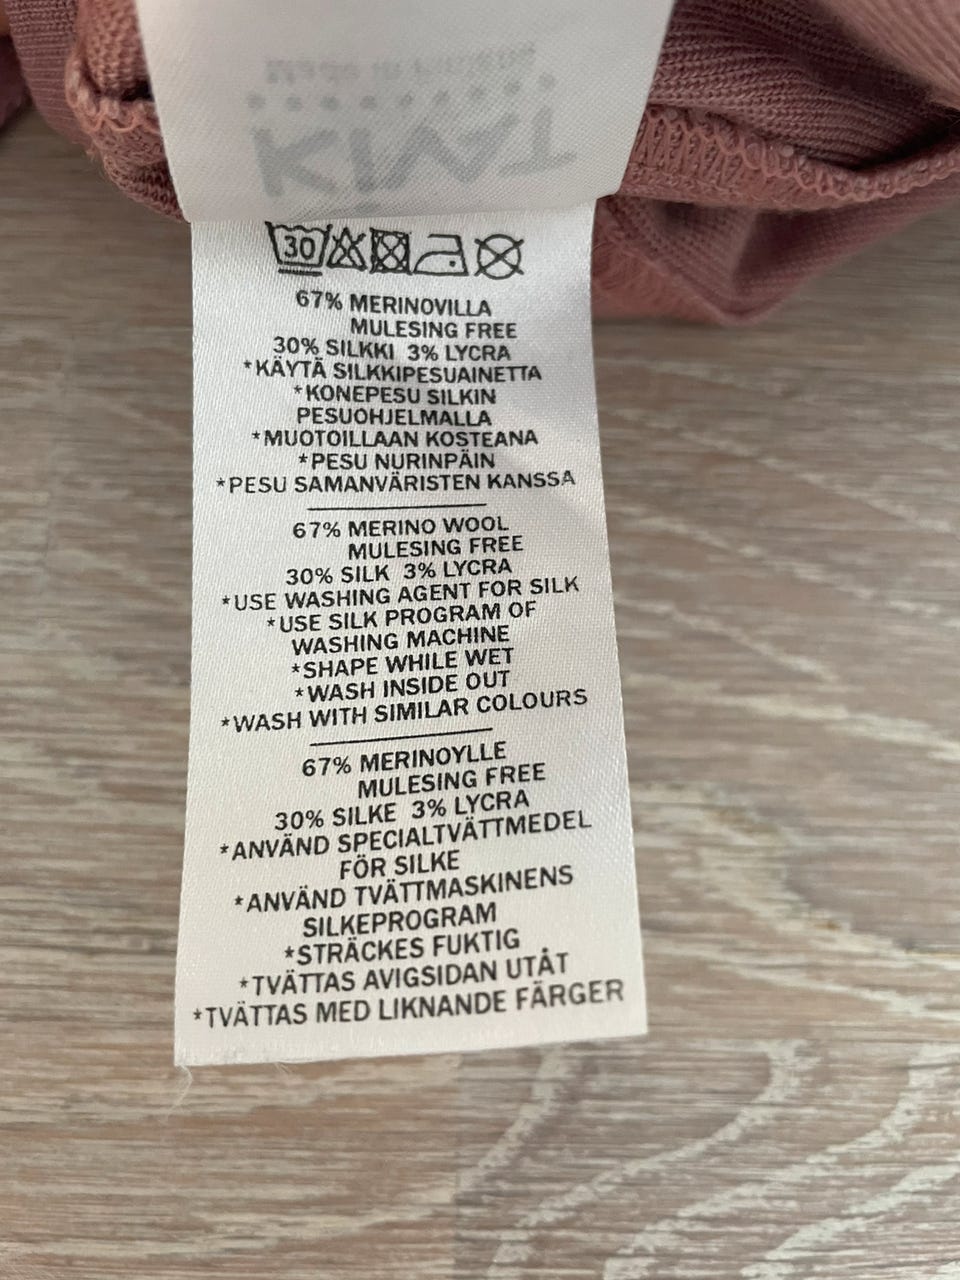 30
67% MERINOVILLA
MULESING FREE
30% SILKKI 3% LYCRA
*KÄYTÄ SILKKIPESUAINETTA
*KONEPESU SILKIN
PESUOHJELMALLA
*MUOTOILLAAN KOSTEANA
*PESU NURINPÄIN
*PESU SAMANVÄRISTEN KANSSA
67% MERINO WOOL
MULESING FREE
30% SILK 3% LYCRA
*USE WASHING AGENT FOR SILK
*USE SILK PROGRAM OF
WASHING MACHINE
*SHAPE WHILE WET
*WASH INSIDE OUT
*WASH WITH SIMILAR COLOURS
67% MERINOYLLE
MULESING FREE
30% SILKE 3% LYCRA
*ANVÄND SPECIALTVÄTTMEDEL
FÖR SILKE
*ANVÄND TVÄTTMASKINENS
SILKEPROGRAM
*STRÄCKES FUKTIG
*TVÄTTAS AVIGSIDAN UTÅT
*TVÄTTAS MED LIKNANDE FÄRGER